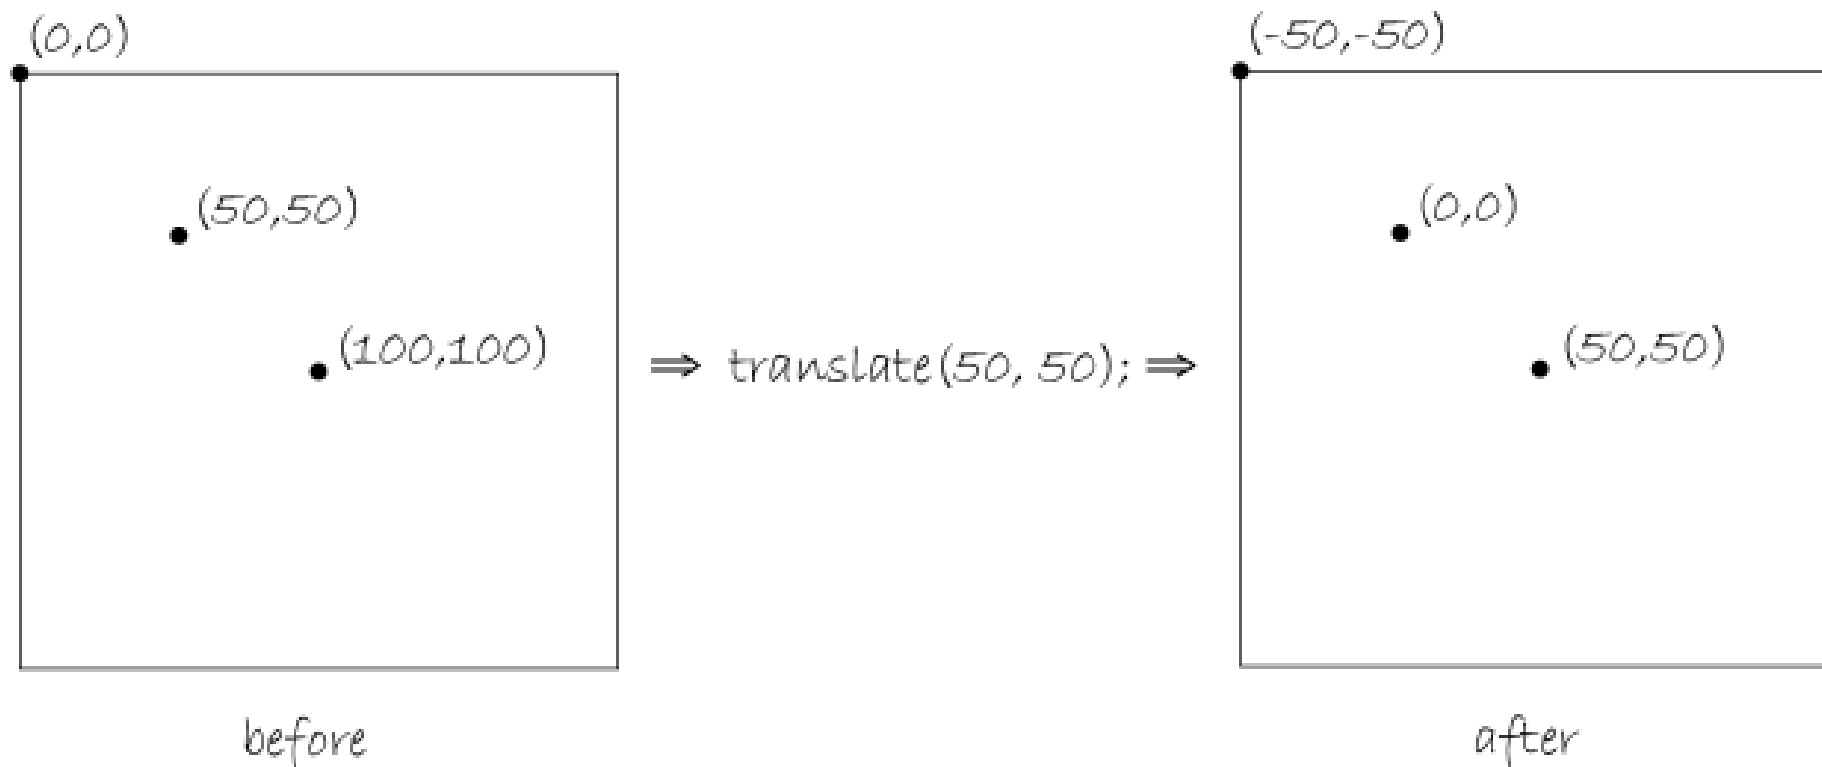 (0,0)
(50,50)
(100,100)
before
⇒ translate(50, 50); ⇒
(-50,-50)
(0,0)
(50,50)
after